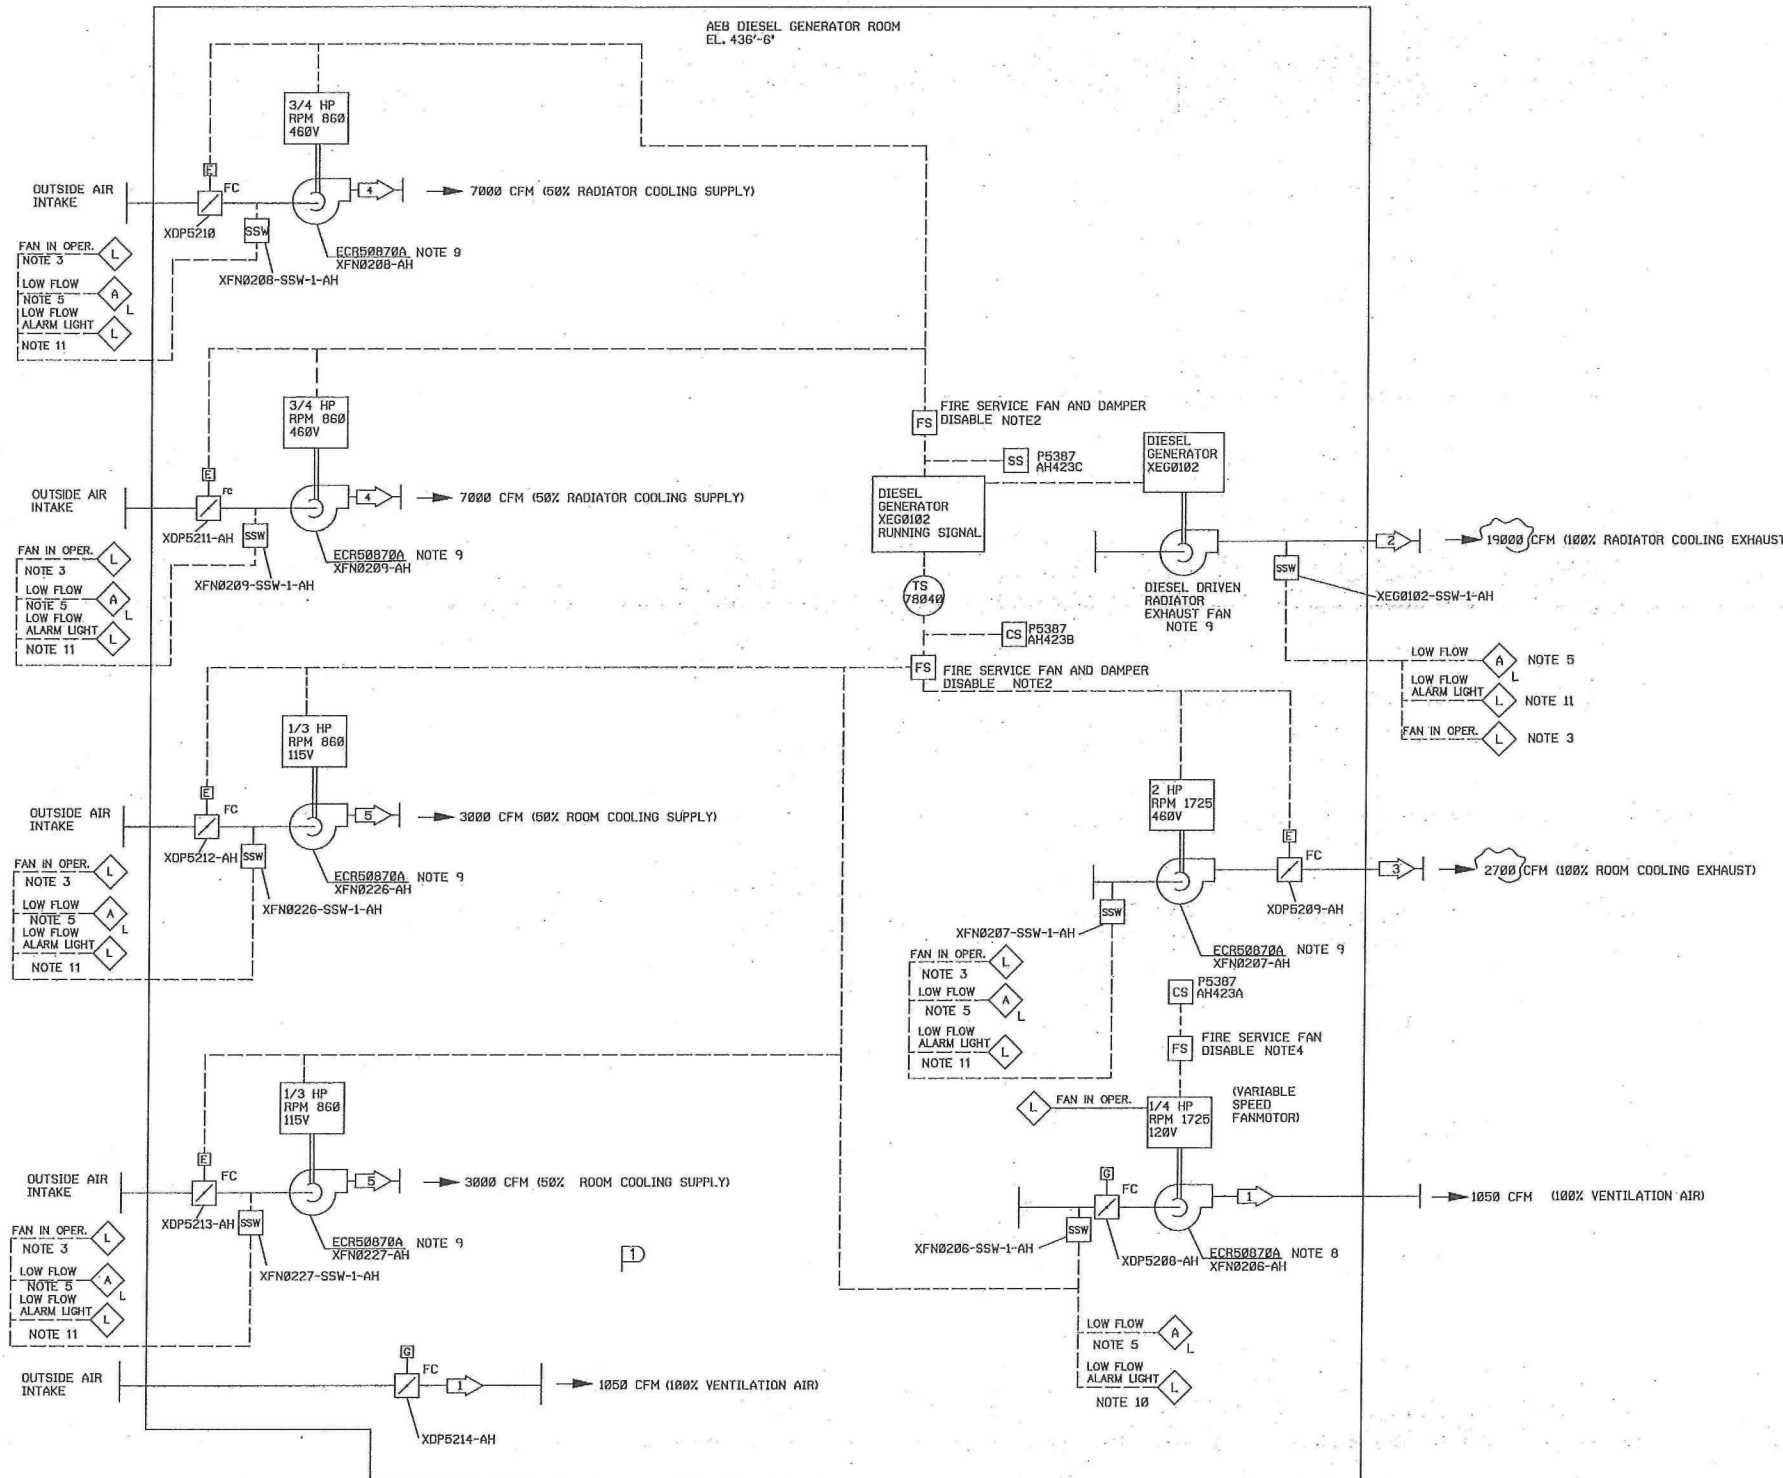 AEB DIESEL GENERATOR ROOM
EL. 436'-6"
3/4 HP
RPM 860
460V
E
FC
OUTSIDE AIR
INTAKE
4
7000 CFM (50% RADIATOR COOLING SUPPLY)
XDP5210
SSW
ECR50870A NOTE 9
XFN0208-AH
XFN0208-SSW-1-AH
FAN IN OPER.
L
NOTE 3
LOW FLOW
A
L
NOTE 5
LOW FLOW
ALARM LIGHT
L
NOTE 11
3/4 HP
RPM 860
460V
E
FC
OUTSIDE AIR
INTAKE
4
7000 CFM (50% RADIATOR COOLING SUPPLY)
XDP5211-AH
SSW
ECR50870A NOTE 9
XFN0209-AH
XFN0209-SSW-1-AH
FAN IN OPER.
L
NOTE 3
LOW FLOW
A
L
NOTE 5
LOW FLOW
ALARM LIGHT
L
NOTE 11
FS
FIRE SERVICE FAN AND DAMPER
DISABLE NOTE2
SS
P5387
AH423C
DIESEL
GENERATOR
XEG0102
DIESEL
GENERATOR
XEG0102
RUNNING SIGNAL
TS
78040
CS
P5387
AH423B
FS
FIRE SERVICE FAN AND DAMPER
DISABLE NOTE2
DIESEL DRIVEN
RADIATOR
EXHAUST FAN
NOTE 9
2
19000 CFM (100% RADIATOR COOLING EXHAUST
SSW
XEG0102-SSW-1-AH
LOW FLOW
A
L
NOTE 5
LOW FLOW
ALARM LIGHT
L
NOTE 11
FAN IN OPER.
L
NOTE 3
1/3 HP
RPM 860
115V
E
FC
OUTSIDE AIR
INTAKE
5
3000 CFM (50% ROOM COOLING SUPPLY)
XDP5212-AH
SSW
ECR50870A NOTE 9
XFN0226-AH
XFN0226-SSW-1-AH
FAN IN OPER.
L
NOTE 3
LOW FLOW
A
L
NOTE 5
LOW FLOW
ALARM LIGHT
L
NOTE 11
2 HP
RPM 1725
460V
E
FC
3
2700 CFM (100% ROOM COOLING EXHAUST)
XDP5209-AH
SSW
XFN0207-SSW-1-AH
ECR50870A NOTE 9
XFN0207-AH
FAN IN OPER.
L
NOTE 3
LOW FLOW
A
L
NOTE 5
LOW FLOW
ALARM LIGHT
L
NOTE 11
CS
P5387
AH423A
FS
FIRE SERVICE FAN
DISABLE NOTE4
1/3 HP
RPM 860
115V
E
FC
OUTSIDE AIR
INTAKE
5
3000 CFM (50% ROOM COOLING SUPPLY)
XDP5213-AH
SSW
ECR50870A NOTE 9
XFN0227-AH
XFN0227-SSW-1-AH
FAN IN OPER.
L
NOTE 3
LOW FLOW
A
L
NOTE 5
LOW FLOW
ALARM LIGHT
L
NOTE 11
1
L
FAN IN OPER.
1/4 HP
RPM 1725
120V
(VARIABLE
SPEED
FANMOTOR)
G
FC
1
1050 CFM (100% VENTILATION AIR)
SSW
XFN0206-SSW-1-AH
XDP5208-AH
ECR50870A NOTE 8
XFN0206-AH
LOW FLOW
A
L
NOTE 5
LOW FLOW
ALARM LIGHT
L
NOTE 10
OUTSIDE AIR
INTAKE
G
FC
1
1050 CFM (100% VENTILATION AIR)
XDP5214-AH